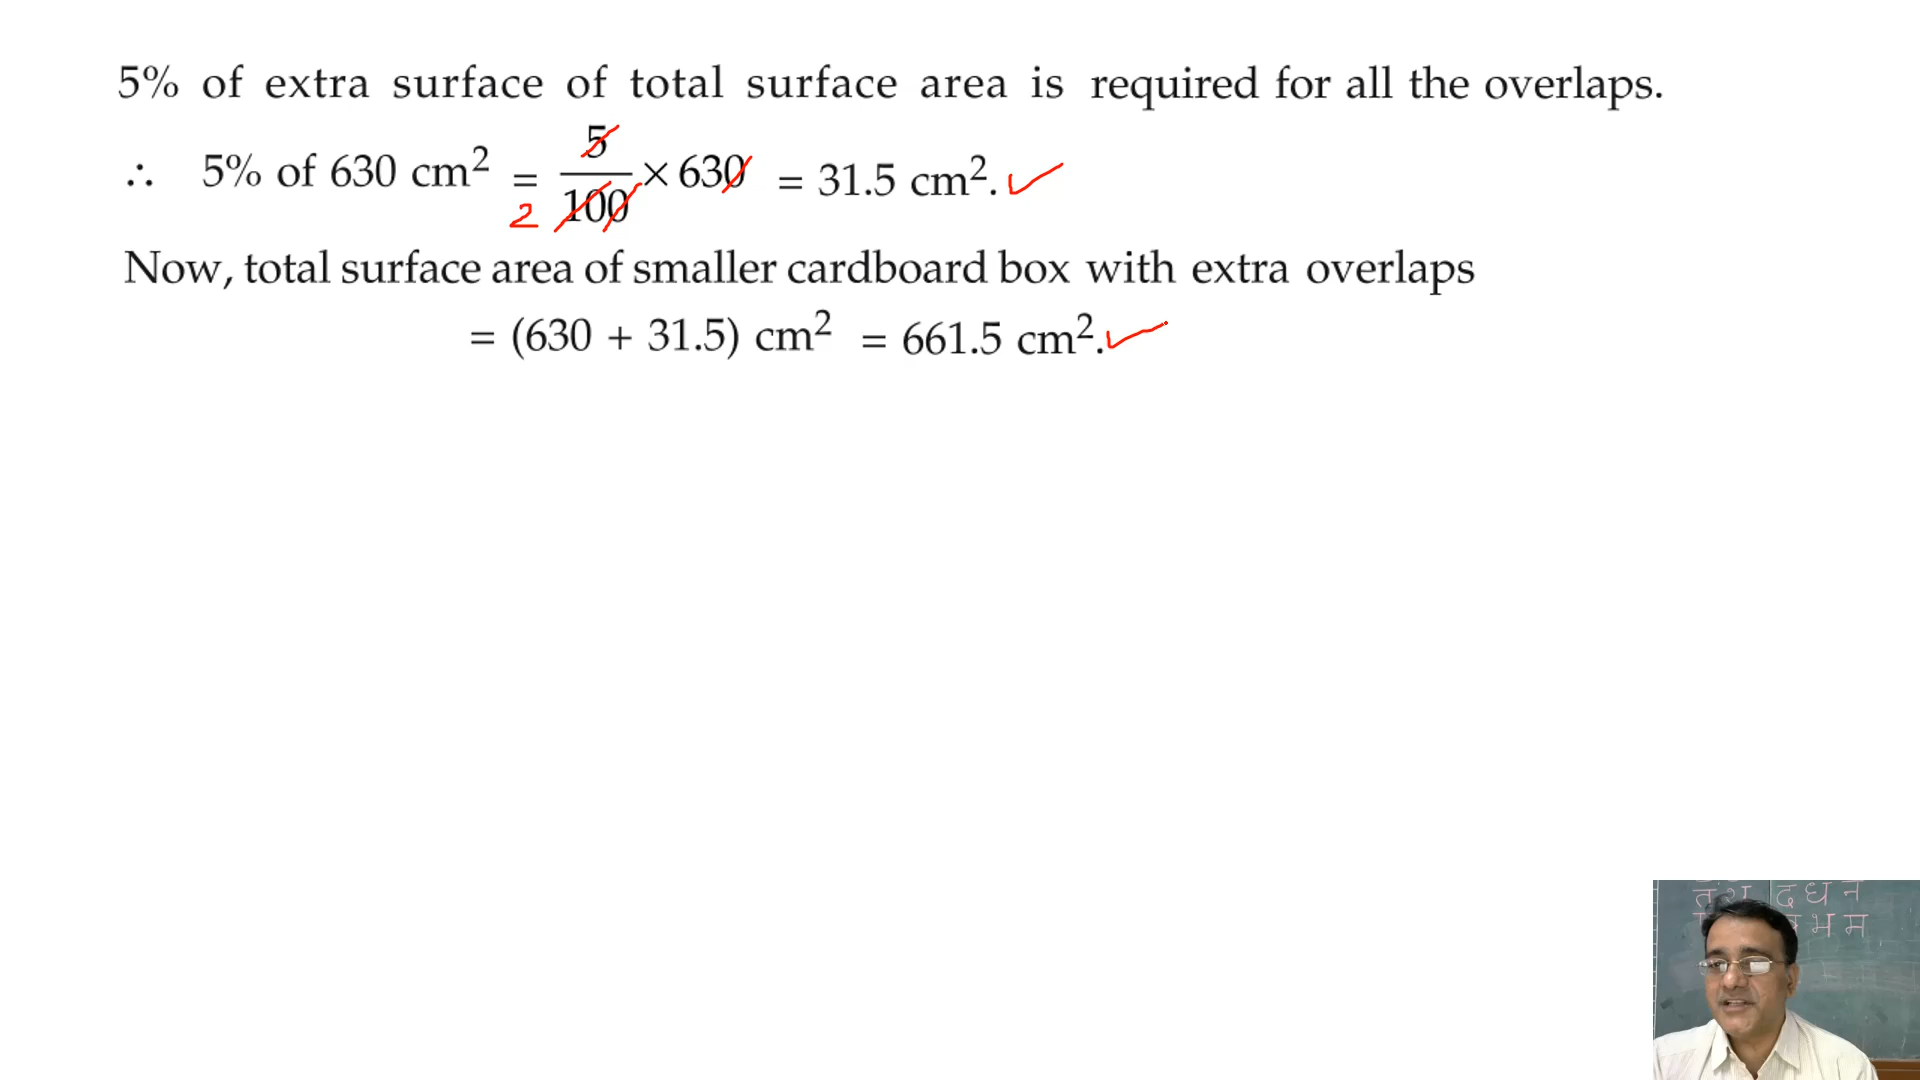 5% of extra surface of total surface area is required for all the overlaps.
∴ 5% of 630 cm² = 5/100 × 630 = 31.5 cm².
2
Now, total surface area of smaller cardboard box with extra overlaps
= (630 + 31.5) cm² = 661.5 cm².
त थ द ध न
भ म